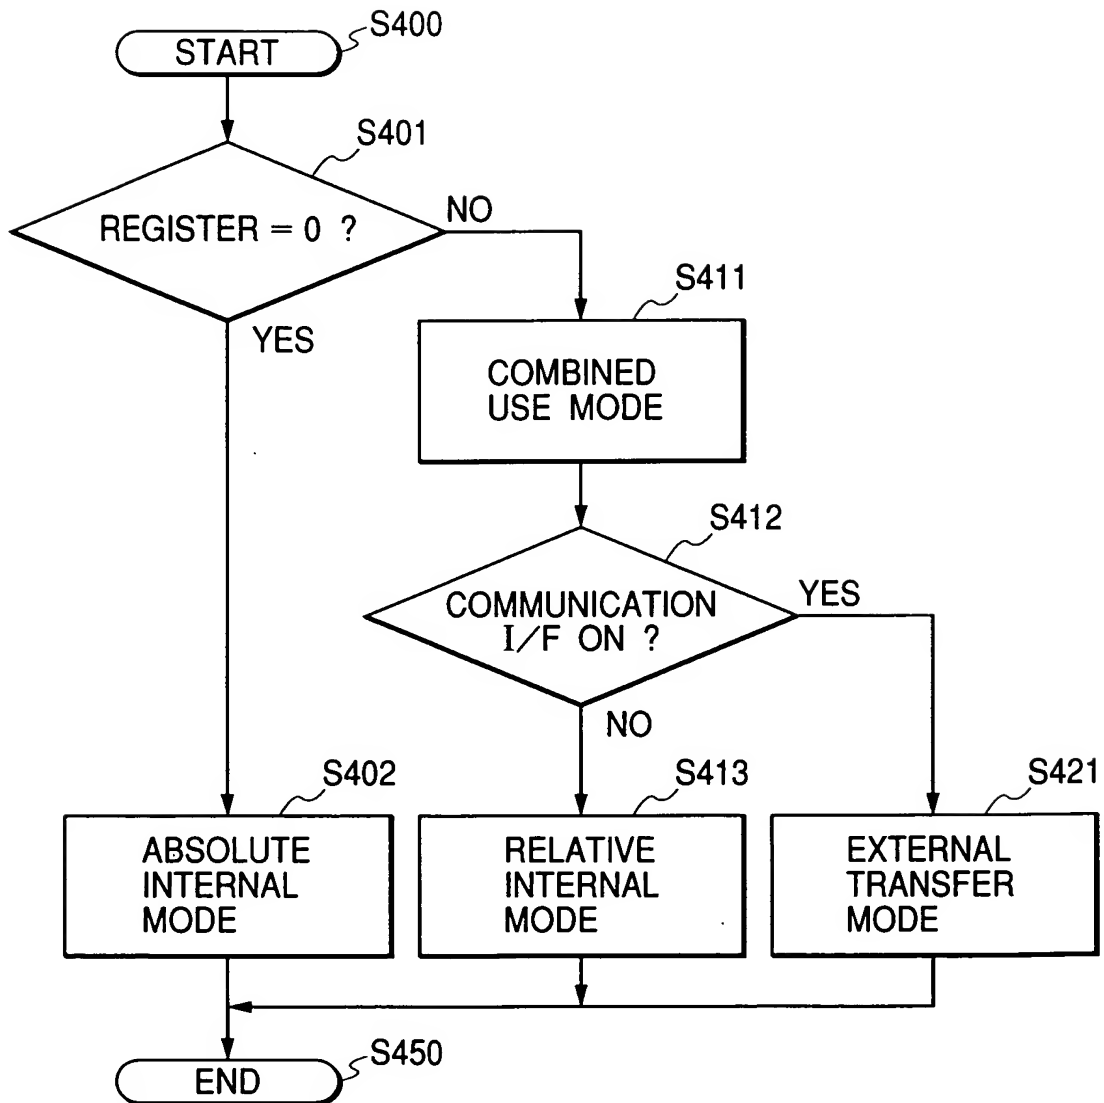 START
S400
S401
REGISTER = 0 ?
NO
YES
S411
COMBINED
USE MODE
S412
COMMUNICATION
I/F ON ?
YES
NO
S402
ABSOLUTE
INTERNAL
MODE
S413
RELATIVE
INTERNAL
MODE
S421
EXTERNAL
TRANSFER
MODE
END
S450